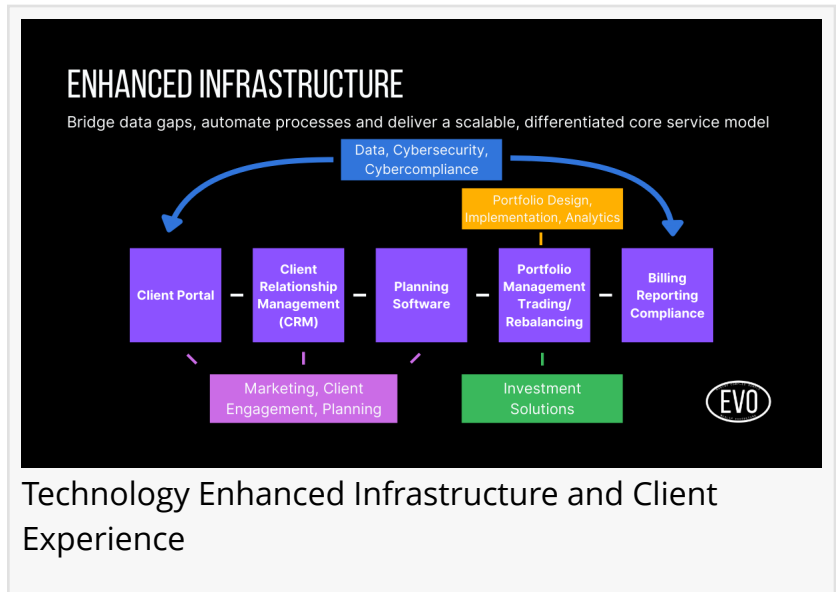 ENHANCED INFRASTRUCTURE
Bridge data gaps, automate processes and deliver a scalable, differentiated core service model
Data, Cybersecurity,
Cybercompliance
Portfolio Design,
Implementation, Analytics
Client Portal
Client
Relationship
Management
(CRM)
Planning
Software
Portfolio
Management
Trading/
Rebalancing
Billing
Reporting
Compliance
Marketing, Client
Engagement, Planning
Investment
Solutions
EVO
Technology Enhanced Infrastructure and Client
Experience